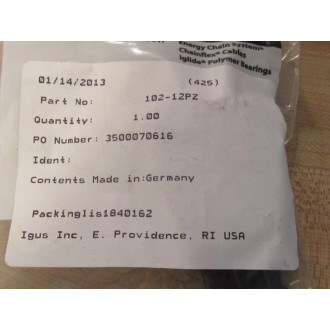 Energy Chain System®
Chainflex® Cables
iglide® Polymer Bearings
01/14/2013 (425)
Part No: 102-12PZ
Quantity: 1.00
PO Number: 3500070616
Ident:
Contents Made in:Germany
Packinglis1840162
Igus Inc, E. Providence, RI USA